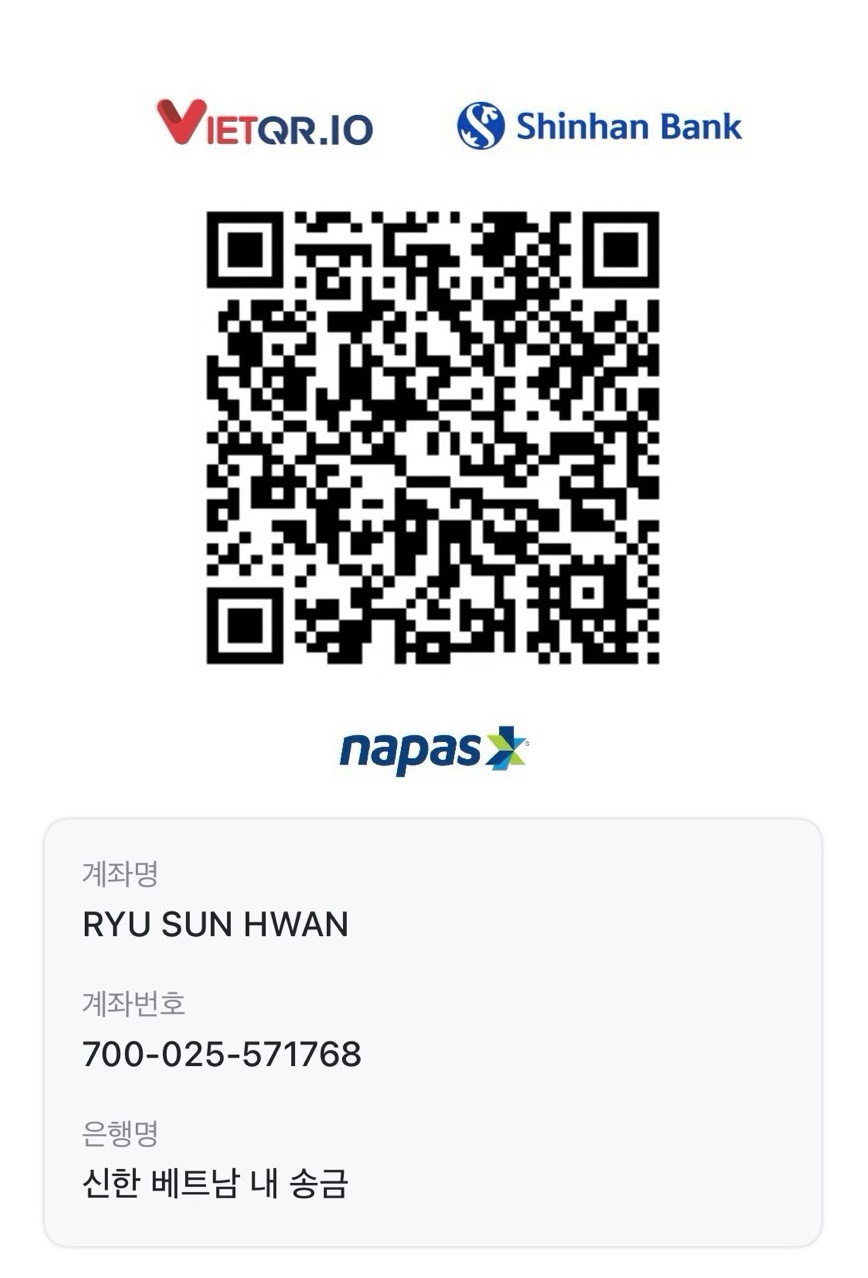 VIETQR.IO
Shinhan Bank
napas
계좌명
RYU SUN HWAN
계좌번호
700-025-571768
은행명
신한 베트남 내 송금